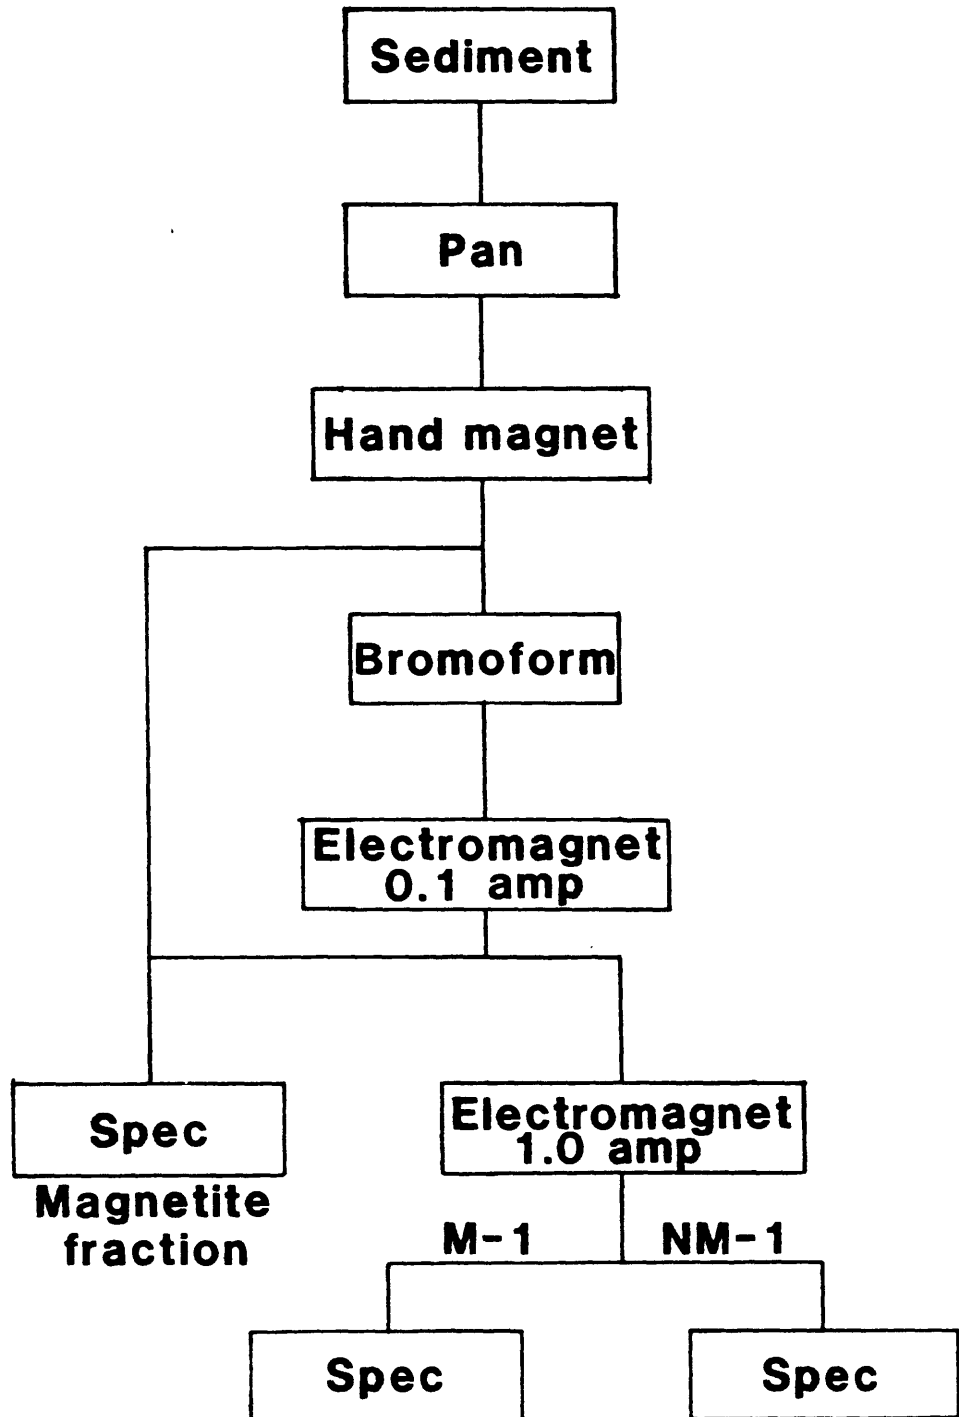 Sediment
Pan
Hand magnet
Bromoform
Electromagnet
0.1 amp
Spec
Magnetite
fraction
Electromagnet
1.0 amp
M-1
NM-1
Spec
Spec